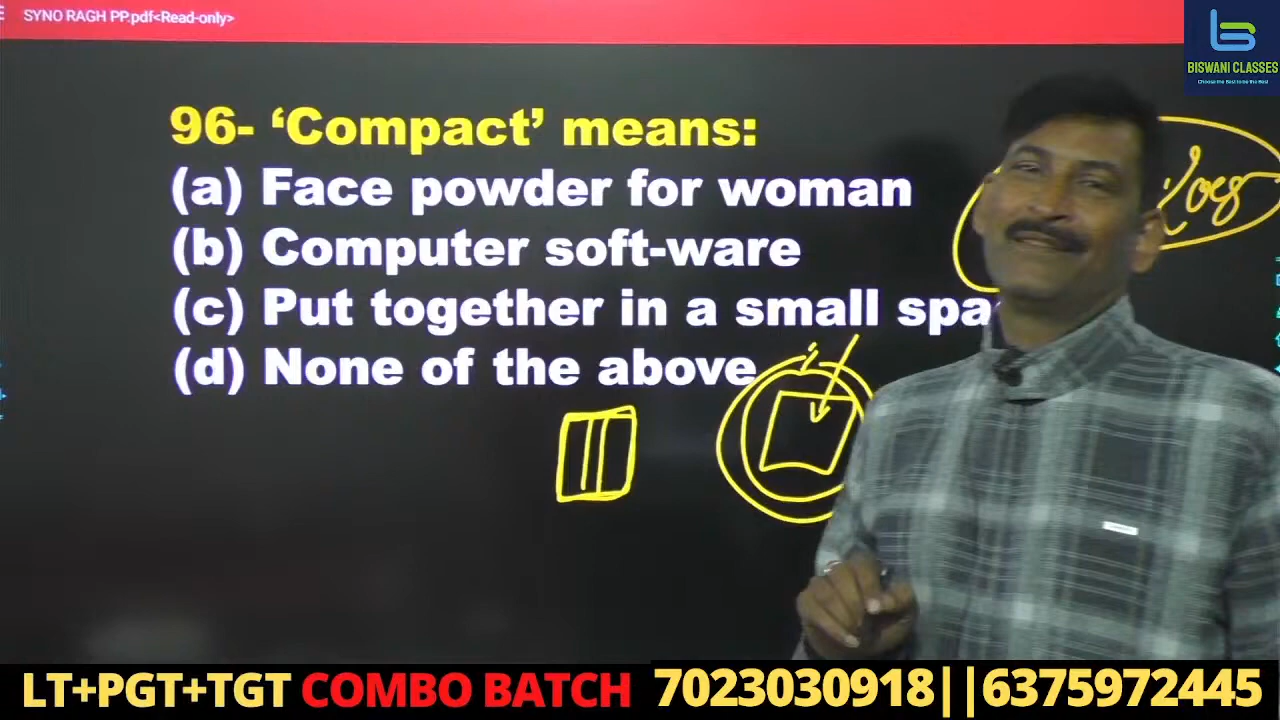 SYNO RAGH PP.pdf<Read-only>
BISWANI CLASSES
96- ‘Compact’ means:
(a) Face powder for woman
(b) Computer soft-ware
(c) Put together in a small
(d) None of the above
LT+PGT+TGT COMBO BATCH 7023030918||6375972445